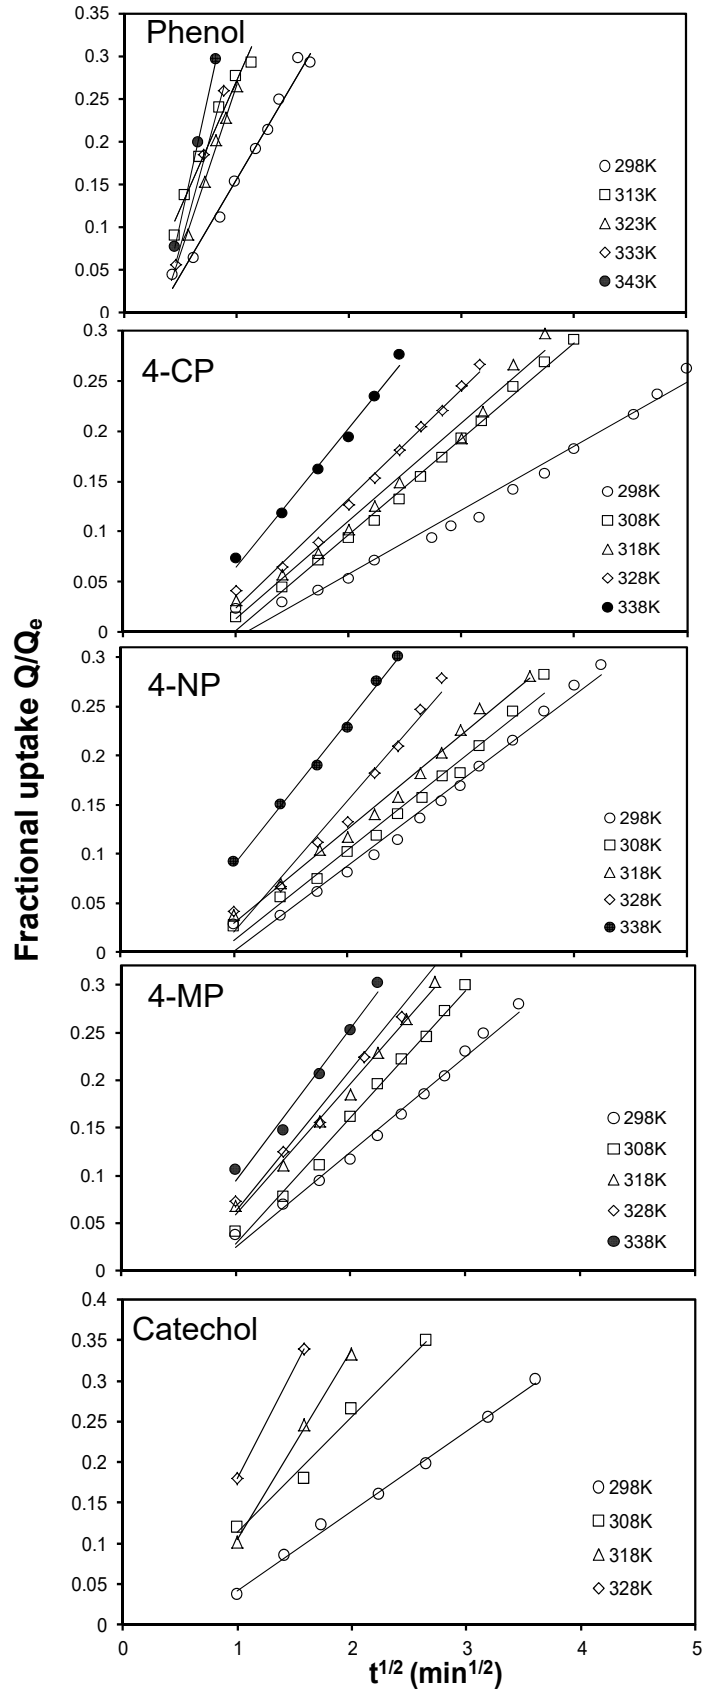 Fractional uptake Q/Qe
Phenol
0.35
0.3
0.25
0.2
0.15
0.1
0.05
0
298K
313K
323K
333K
343K
4-CP
0.3
0.25
0.2
0.15
0.1
0.05
0
298K
308K
318K
328K
338K
4-NP
0.3
0.25
0.2
0.15
0.1
0.05
0
298K
308K
318K
328K
338K
4-MP
0.3
0.25
0.2
0.15
0.1
0.05
0
298K
308K
318K
328K
338K
Catechol
0.4
0.35
0.3
0.25
0.2
0.15
0.1
0.05
0
298K
308K
318K
328K
0 1 2 3 4 5
t1/2 (min1/2)